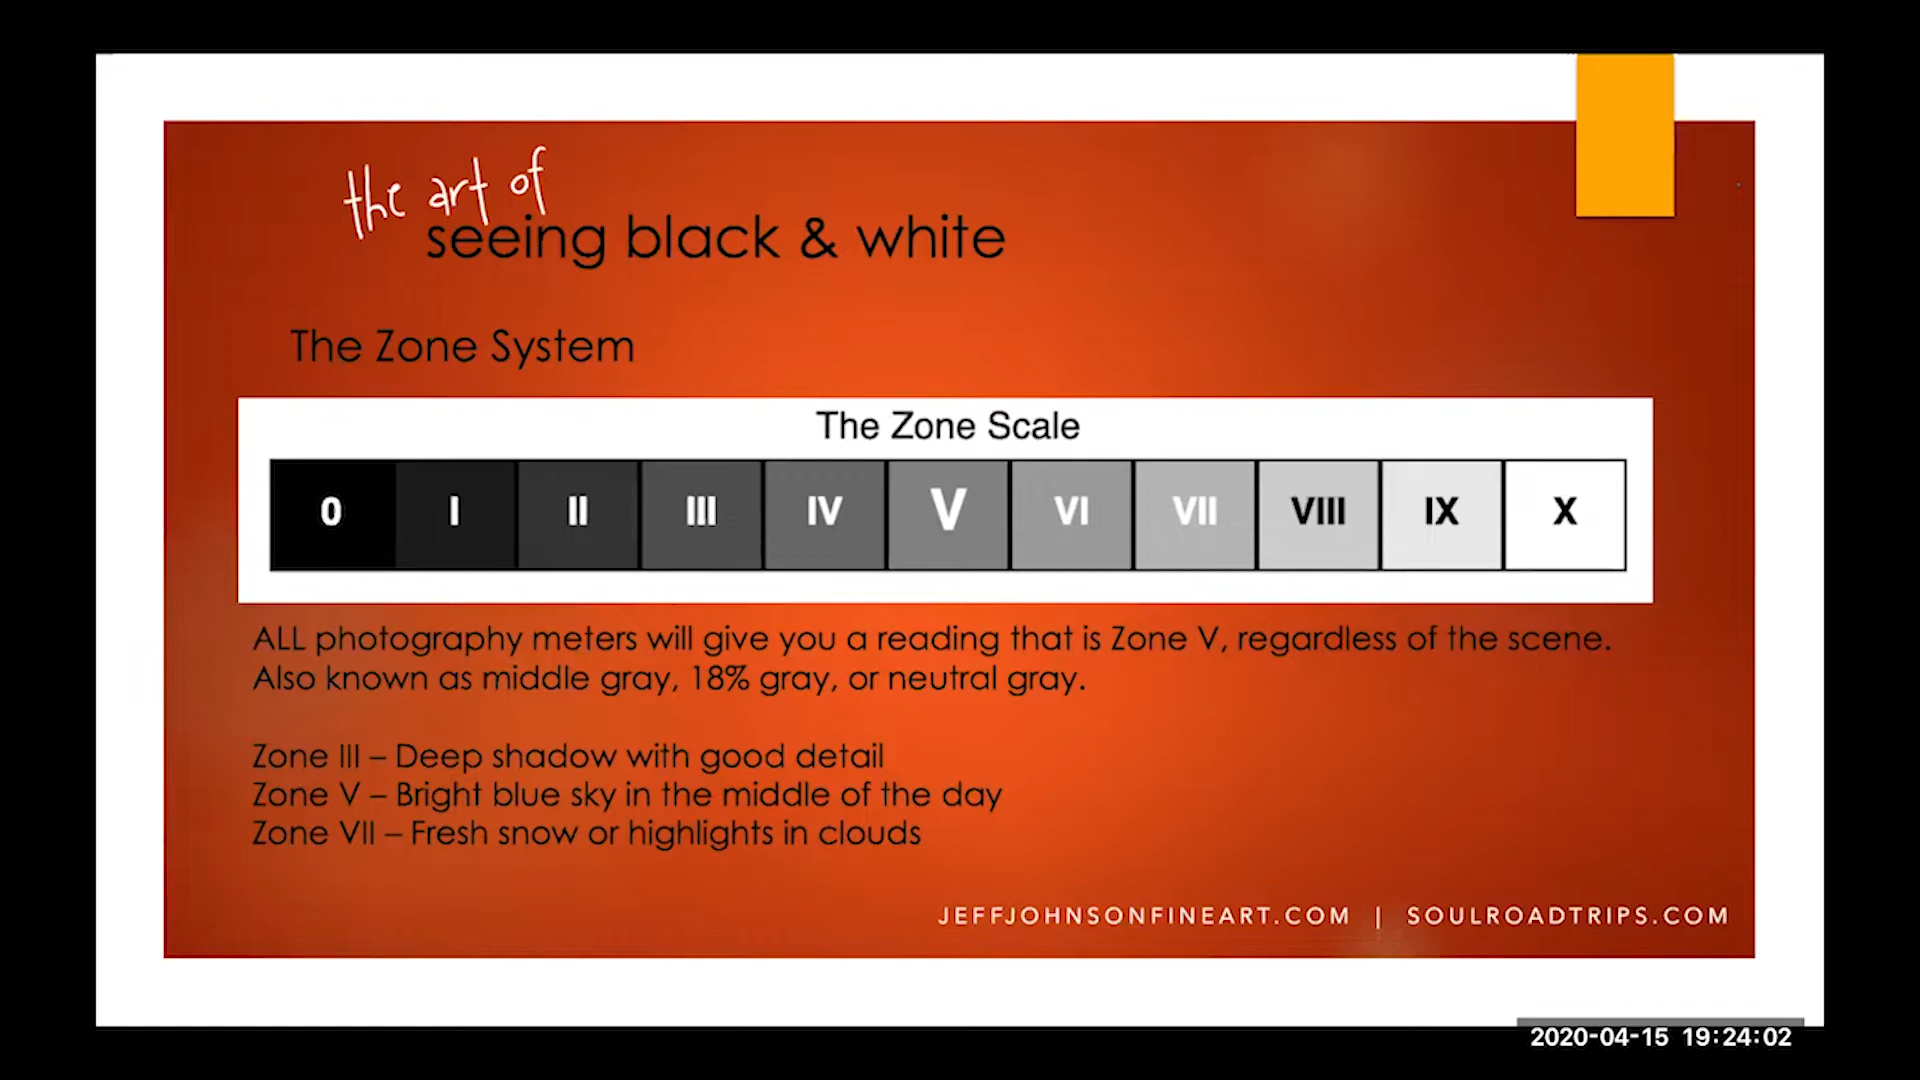 the art of
seeing black & white
The Zone System
The Zone Scale
0 I II III IV V VI VII VIII IX X
ALL photography meters will give you a reading that is Zone V, regardless of the scene.
Also known as middle gray, 18% gray, or neutral gray.
Zone III – Deep shadow with good detail
Zone V – Bright blue sky in the middle of the day
Zone VII – Fresh snow or highlights in clouds
JEFFJOHNSONFINEART.COM | SOULROADTRIPS.COM
2020-04-15 19:24:02